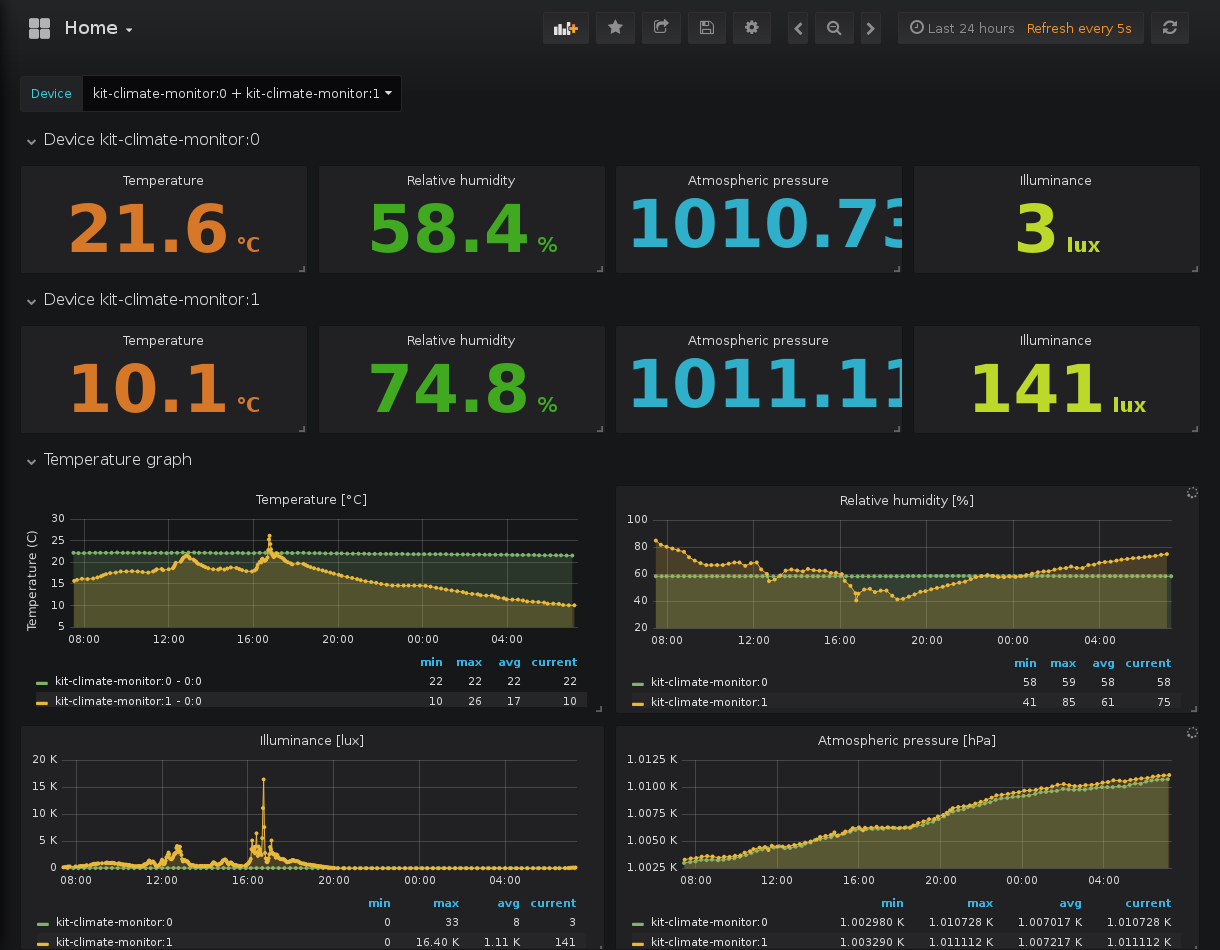 Home
Last 24 hours Refresh every 5s
Device kit-climate-monitor:0 + kit-climate-monitor:1
Device kit-climate-monitor:0
Temperature Relative humidity Atmospheric pressure Illuminance
21.6 °C 58.4 % 1010.73 3 lux
Device kit-climate-monitor:1
Temperature Relative humidity Atmospheric pressure Illuminance
10.1 °C 74.8 % 1011.11 141 lux
Temperature graph
Temperature [°C]
Temperature (C)
30
25
20
15
10
5
08:00 12:00 16:00 20:00 00:00 04:00
min max avg current
kit-climate-monitor:0 - 0:0 22 22 22 22
kit-climate-monitor:1 - 0:0 10 26 17 10
Relative humidity [%]
100
80
60
40
20
08:00 12:00 16:00 20:00 00:00 04:00
min max avg current
kit-climate-monitor:0 58 59 58 58
kit-climate-monitor:1 41 85 61 75
Illuminance [lux]
20 K
15 K
10 K
5 K
0
08:00 12:00 16:00 20:00 00:00 04:00
min max avg current
kit-climate-monitor:0 0 33 8 3
kit-climate-monitor:1 0 16.40 K 1.11 K 141
Atmospheric pressure [hPa]
1.0125 K
1.0100 K
1.0075 K
1.0050 K
1.0025 K
08:00 12:00 16:00 20:00 00:00 04:00
min max avg current
kit-climate-monitor:0 1.002980 K 1.010728 K 1.007017 K 1.010728 K
kit-climate-monitor:1 1.003290 K 1.011112 K 1.007217 K 1.011112 K